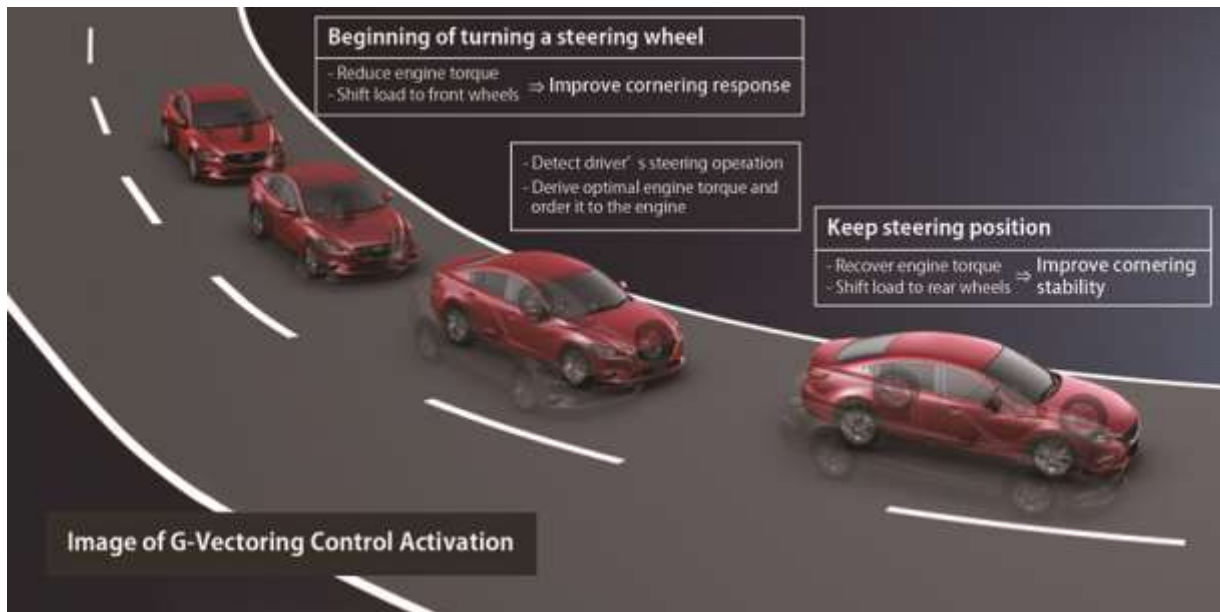 Beginning of turning a steering wheel
- Reduce engine torque
- Shift load to front wheels
⇒ Improve cornering response
- Detect driver' s steering operation
- Derive optimal engine torque and
order it to the engine
Keep steering position
- Recover engine torque
- Shift load to rear wheels
⇒ Improve cornering
stability
Image of G-Vectoring Control Activation